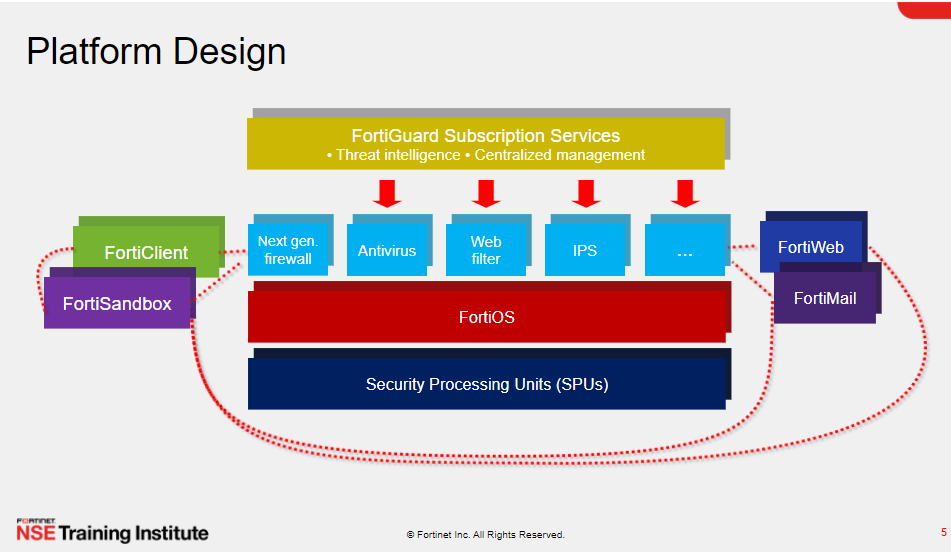 Platform Design
FortiGuard Subscription Services
• Threat intelligence • Centralized management
Next gen.
firewall
Antivirus
Web
filter
IPS
...
FortiClient
FortiSandbox
FortiWeb
FortiMail
FortiOS
Security Processing Units (SPUs)
FORTINET
NSE Training Institute
© Fortinet Inc. All Rights Reserved.
5